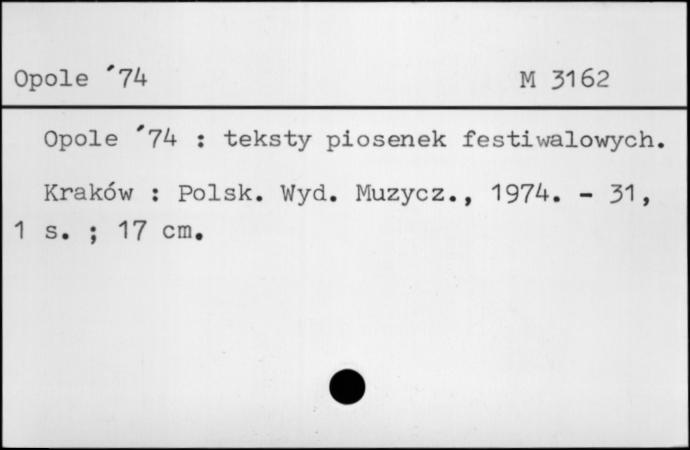 Opole ´74 M 3162
Opole ´74 : teksty piosenek festiwalowych.
Kraków : Polsk. Wyd. Muzycz., 1974. - 31,
1 s. ; 17 cm.